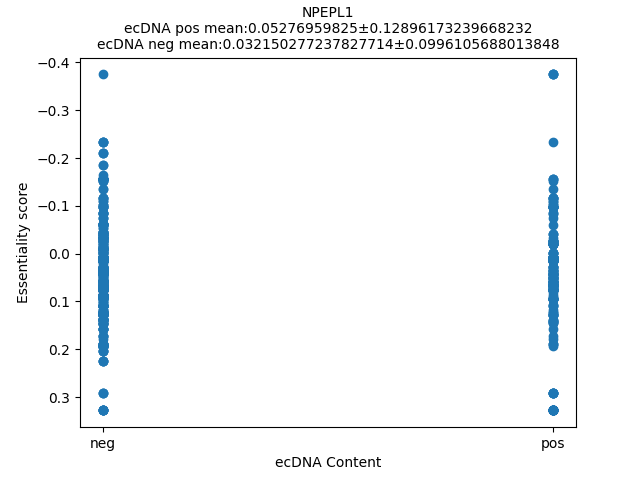 NPEPL1
ecDNA pos mean:0.05276959825±0.12896173239668232
ecDNA neg mean:0.032150277237827714±0.0996105688013848
−0.4
−0.3
−0.2
−0.1
0.0
0.1
0.2
0.3
Essentiality score
neg pos
ecDNA Content